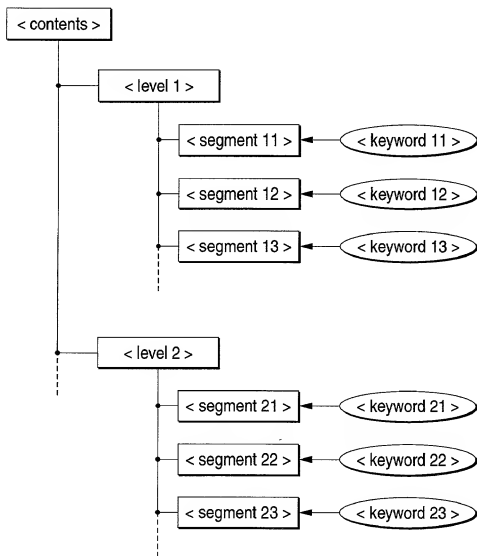 < contents >
< level 1 >
< segment 11 > < keyword 11 >
< segment 12 > < keyword 12 >
< segment 13 > < keyword 13 >
< level 2 >
< segment 21 > < keyword 21 >
< segment 22 > < keyword 22 >
< segment 23 > < keyword 23 >